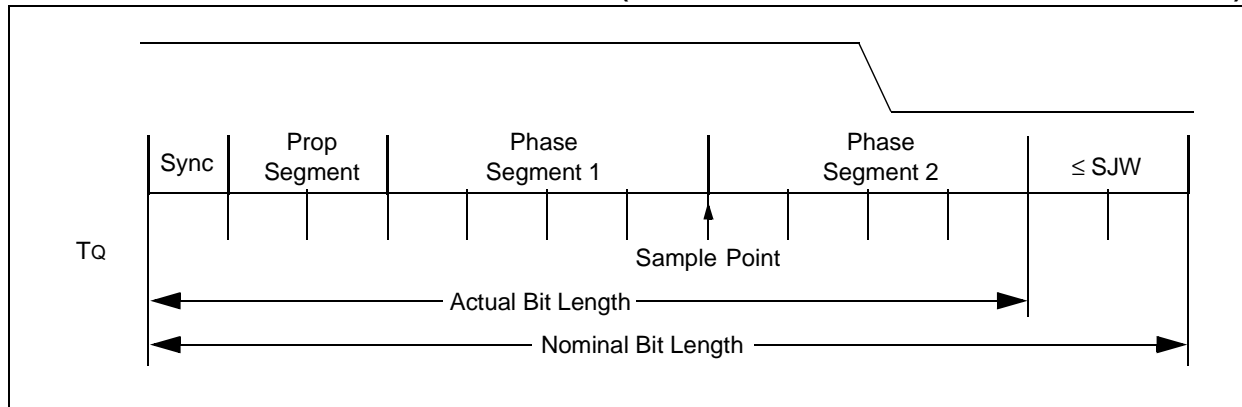 Sync
Prop
Segment
Phase
Segment 1
Phase
Segment 2
≤ SJW
TQ
Sample Point
Actual Bit Length
Nominal Bit Length